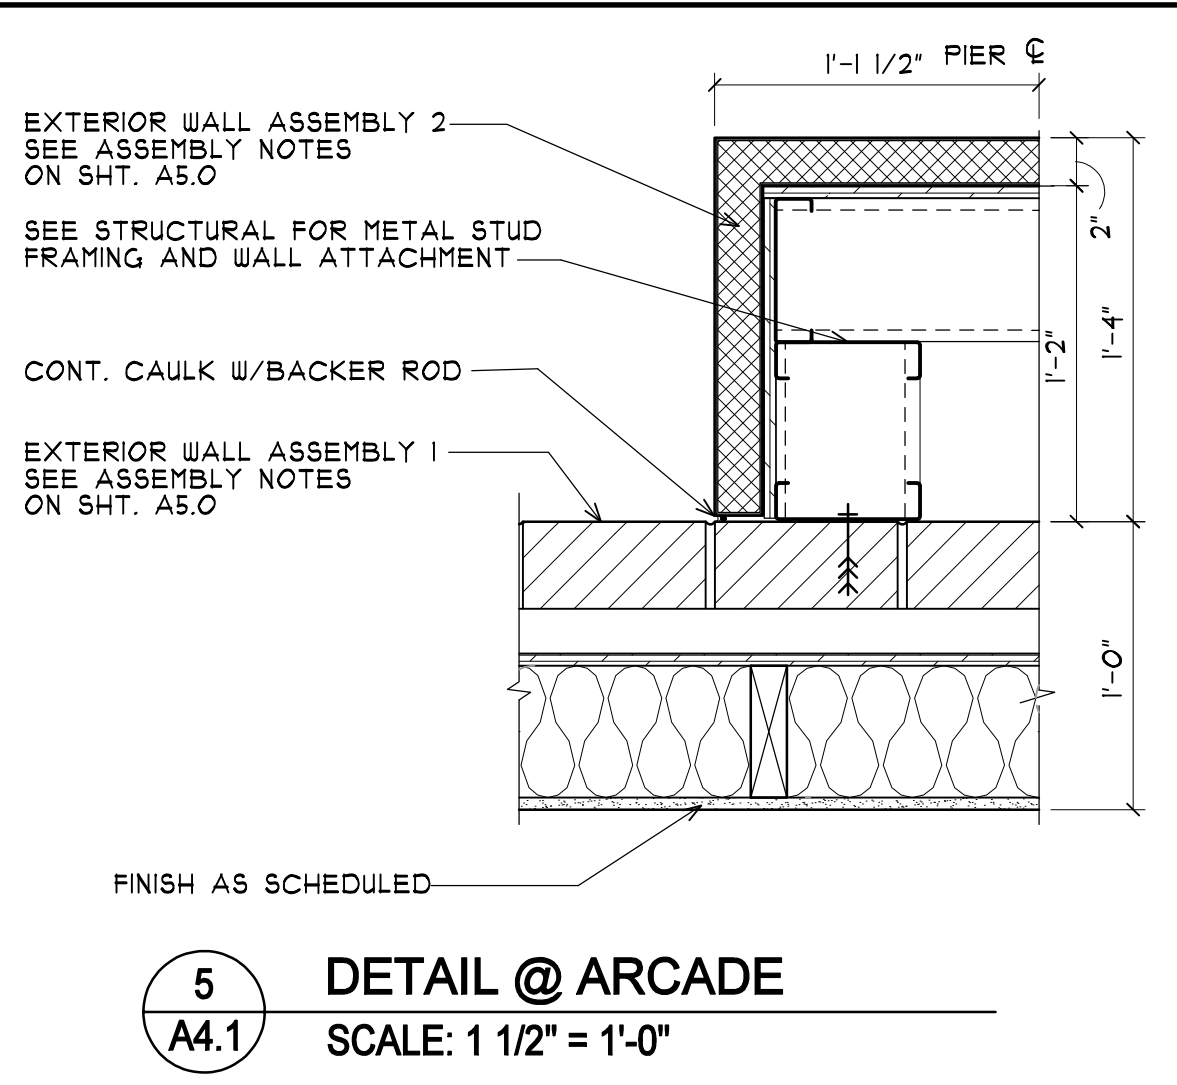 1'-1 1/2" PIER ℄
EXTERIOR WALL ASSEMBLY 2
SEE ASSEMBLY NOTES
ON SHT. A5.0
SEE STRUCTURAL FOR METAL STUD
FRAMING AND WALL ATTACHMENT
2"
1'-4"
1'-2"
CONT. CAULK W/BACKER ROD
EXTERIOR WALL ASSEMBLY 1
SEE ASSEMBLY NOTES
ON SHT. A5.0
1'-0"
FINISH AS SCHEDULED
5
A4.1
DETAIL @ ARCADE
SCALE: 1 1/2" = 1'-0"